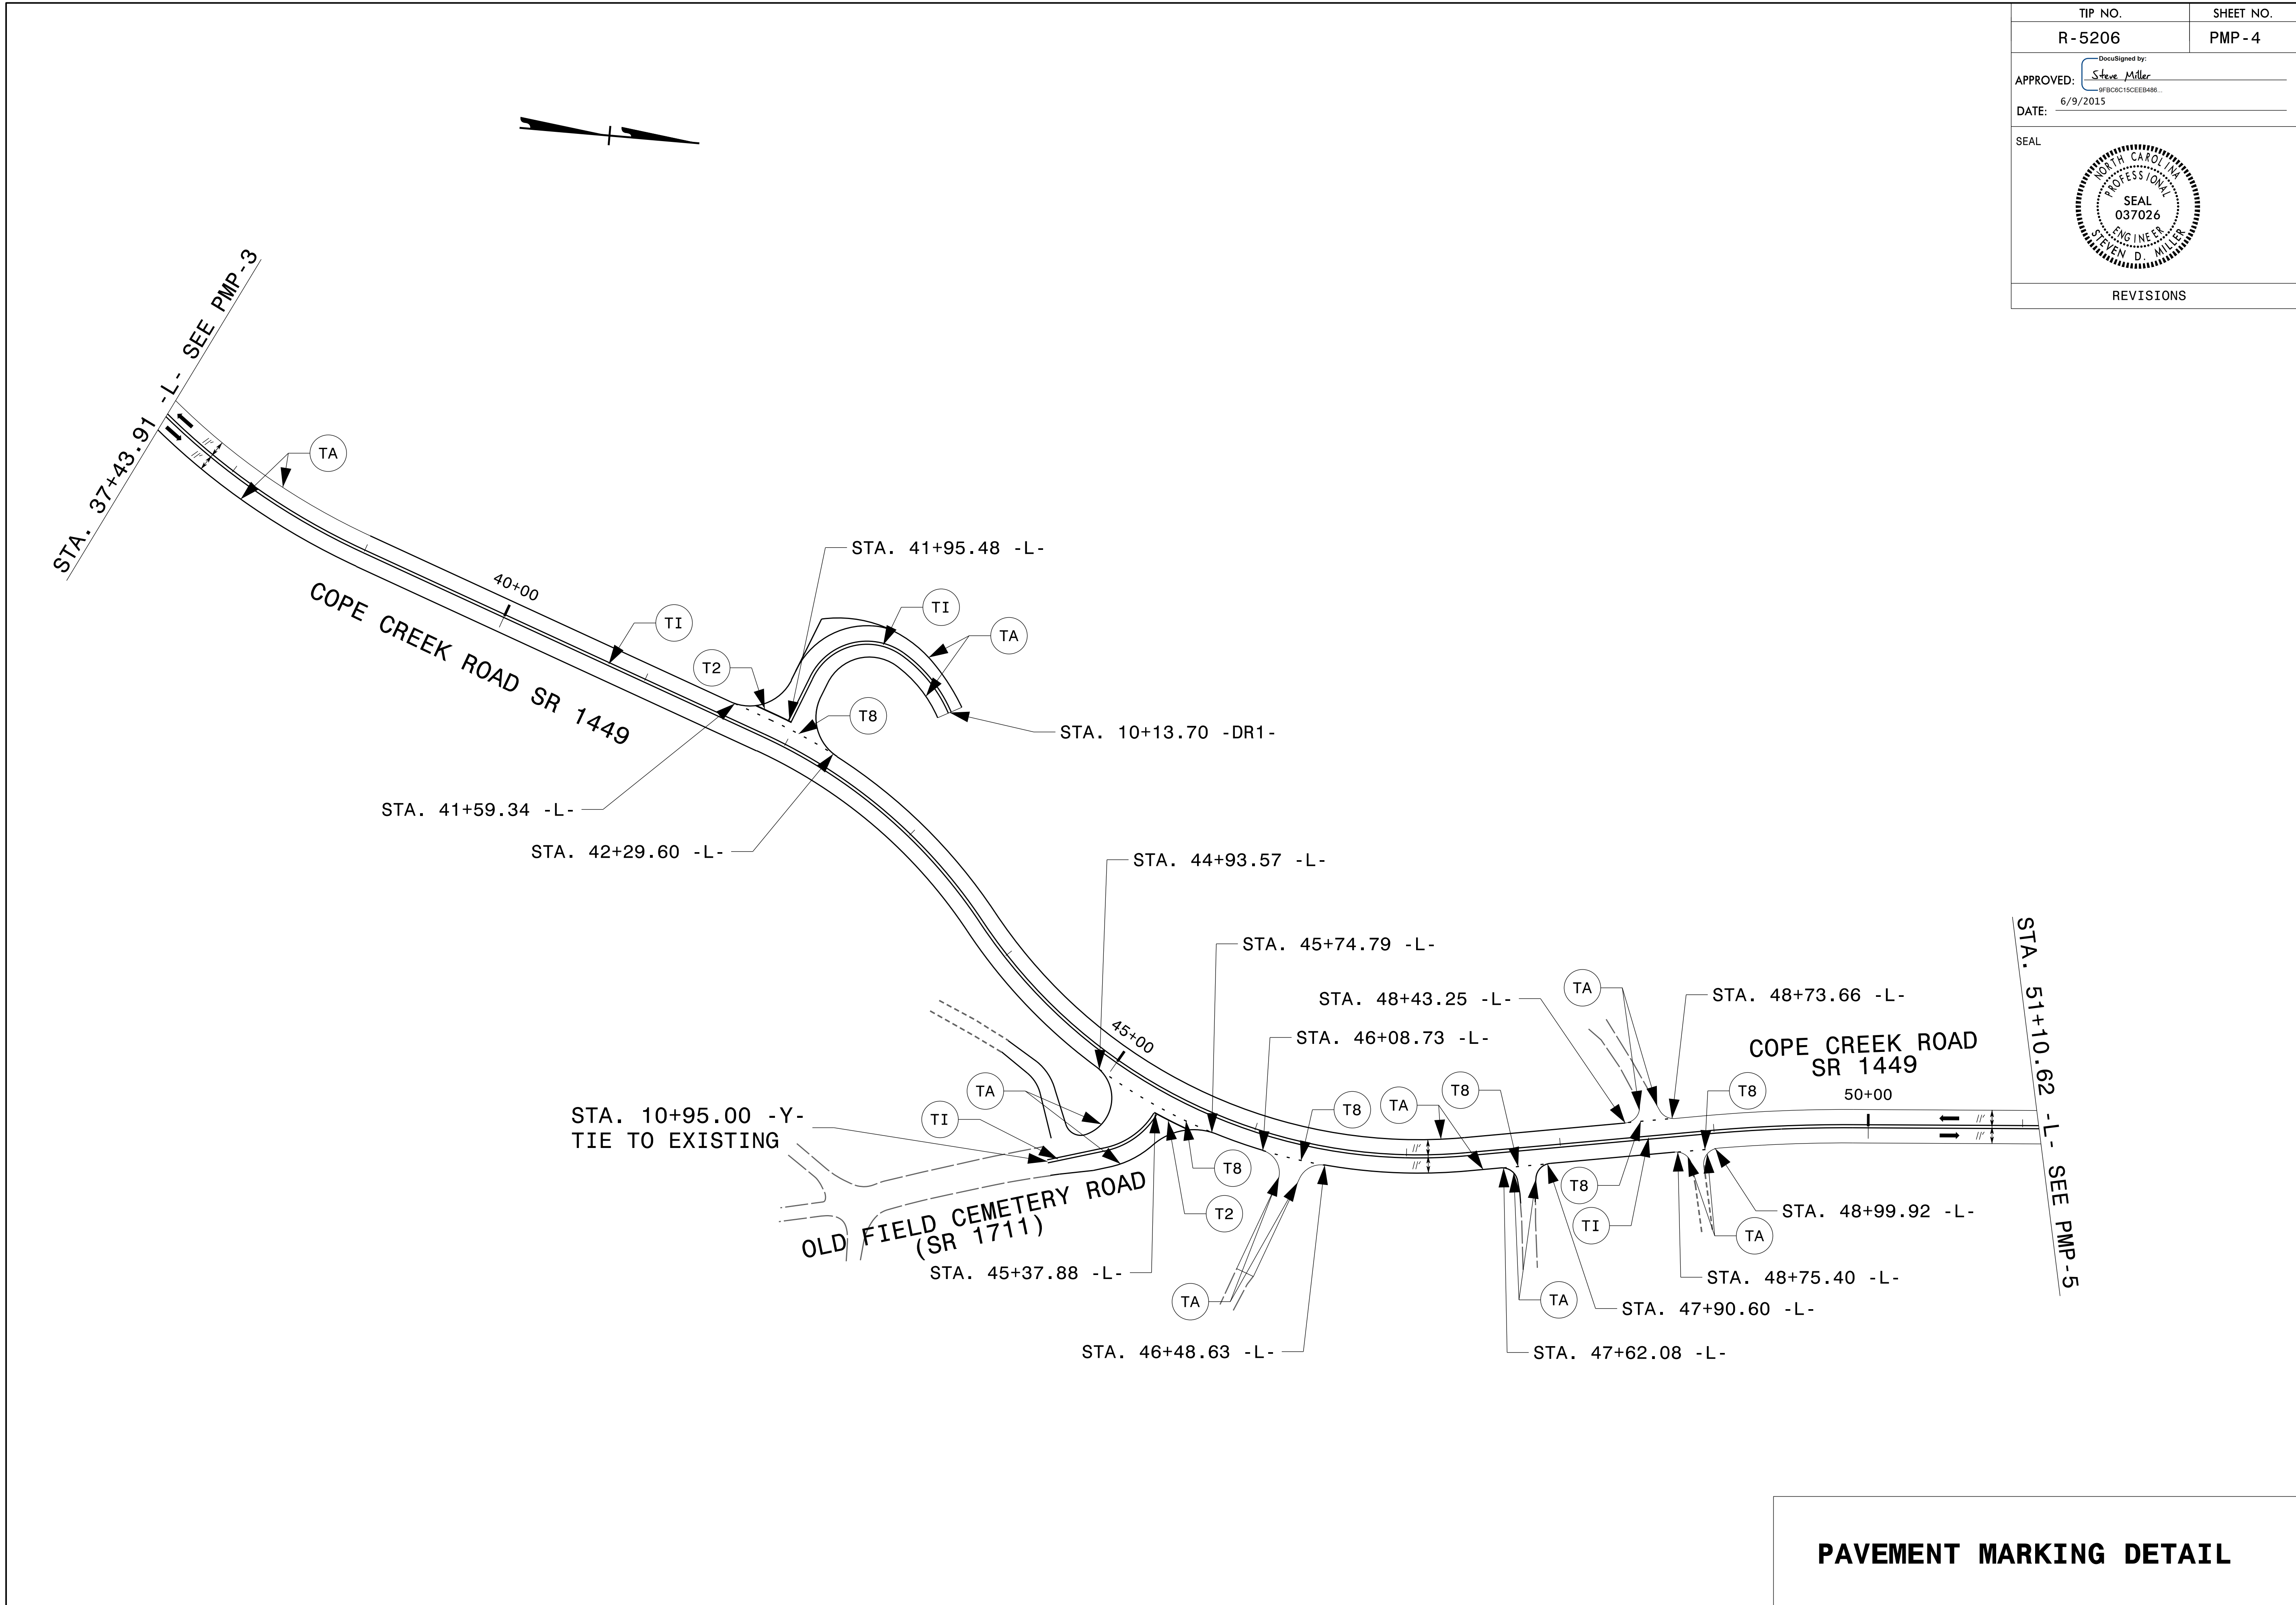 TIP NO. SHEET NO.
R-5206 PMP-4
DocuSigned by:
APPROVED: Steve Miller
9FBC6C15CEEB486...
DATE: 6/9/2015
SEAL
NORTH CAROLINA
PROFESSIONAL
SEAL
037026
ENGINEER
STEVEN D. MILLER
REVISIONS
STA. 37+43.91 -L- SEE PMP-3
11'
11'
TA
COPE CREEK ROAD SR 1449
40+00
TI
T2
STA. 41+95.48 -L-
TI
TA
T8
STA. 10+13.70 -DR1-
STA. 41+59.34 -L-
STA. 42+29.60 -L-
STA. 44+93.57 -L-
STA. 45+74.79 -L-
45+00
STA. 48+43.25 -L-
STA. 46+08.73 -L-
TA
STA. 48+73.66 -L-
COPE CREEK ROAD
SR 1449
50+00
STA. 51+10.62 -L- SEE PMP-5
TA
TI
STA. 10+95.00 -Y-
TIE TO EXISTING
T8
TA
T8
T8
11'
11'
11'
11'
T8
T2
T8
TI
TA
STA. 48+99.92 -L-
OLD FIELD CEMETERY ROAD
(SR 1711)
STA. 45+37.88 -L-
STA. 48+75.40 -L-
TA
TA
STA. 47+90.60 -L-
STA. 46+48.63 -L-
STA. 47+62.08 -L-
PAVEMENT MARKING DETAIL